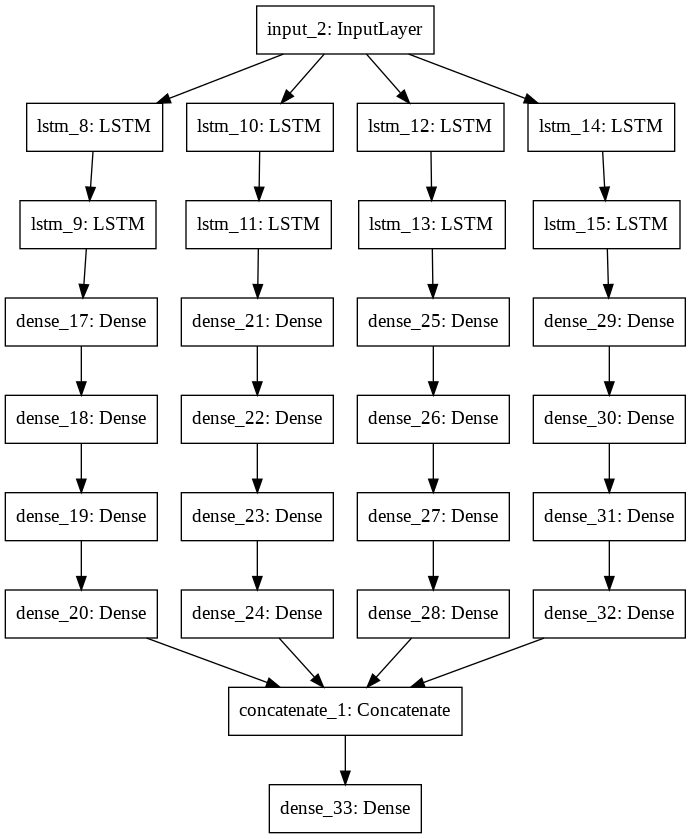 input_2: InputLayer
lstm_8: LSTM
lstm_10: LSTM
lstm_12: LSTM
lstm_14: LSTM
lstm_9: LSTM
lstm_11: LSTM
lstm_13: LSTM
lstm_15: LSTM
dense_17: Dense
dense_21: Dense
dense_25: Dense
dense_29: Dense
dense_18: Dense
dense_22: Dense
dense_26: Dense
dense_30: Dense
dense_19: Dense
dense_23: Dense
dense_27: Dense
dense_31: Dense
dense_20: Dense
dense_24: Dense
dense_28: Dense
dense_32: Dense
concatenate_1: Concatenate
dense_33: Dense